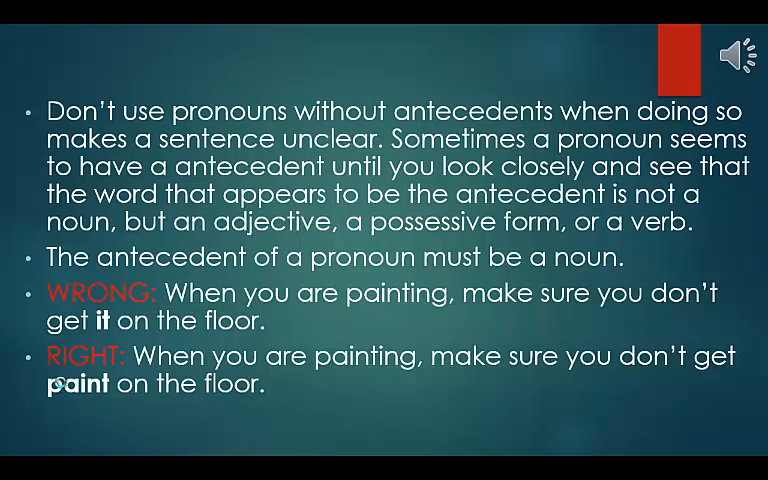 • Don’t use pronouns without antecedents when doing so
makes a sentence unclear. Sometimes a pronoun seems
to have a antecedent until you look closely and see that
the word that appears to be the antecedent is not a
noun, but an adjective, a possessive form, or a verb.
• The antecedent of a pronoun must be a noun.
• WRONG: When you are painting, make sure you don’t
get it on the floor.
• RIGHT: When you are painting, make sure you don’t get
paint on the floor.